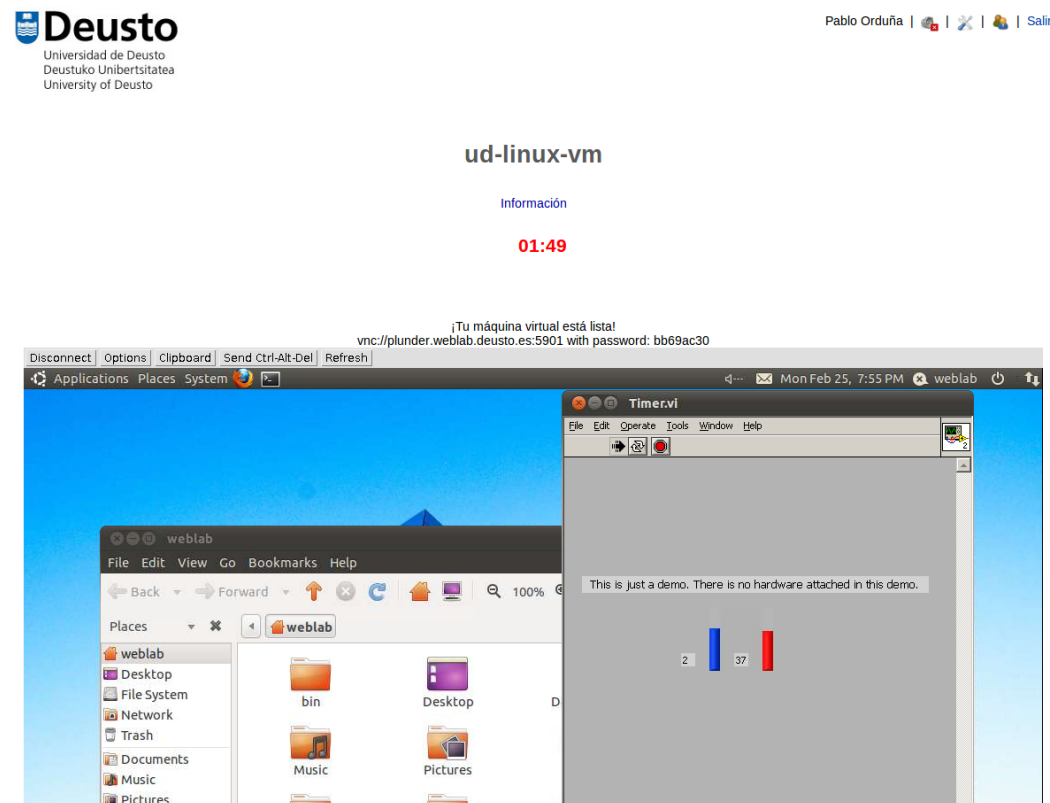 Deusto
Universidad de Deusto
Deustuko Unibertsitatea
University of Deusto
Pablo Orduña | | | | Salir
ud-linux-vm
Información
01:49
¡Tu máquina virtual está lista!
vnc://plunder.weblab.deusto.es:5901 with password: bb69ac30
Disconnect Options Clipboard Send Ctrl-Alt-Del Refresh
Applications Places System Mon Feb 25, 7:55 PM weblab
Timer.vi
File Edit Operate Tools Window Help
2
This is just a demo. There is no hardware attached in this demo.
2 37
weblab
File Edit View Go Bookmarks Help
Back Forward 100%
Places weblab
weblab
Desktop
File System
Network
Trash
Documents
Music
Pictures
bin Desktop D
Music Pictures